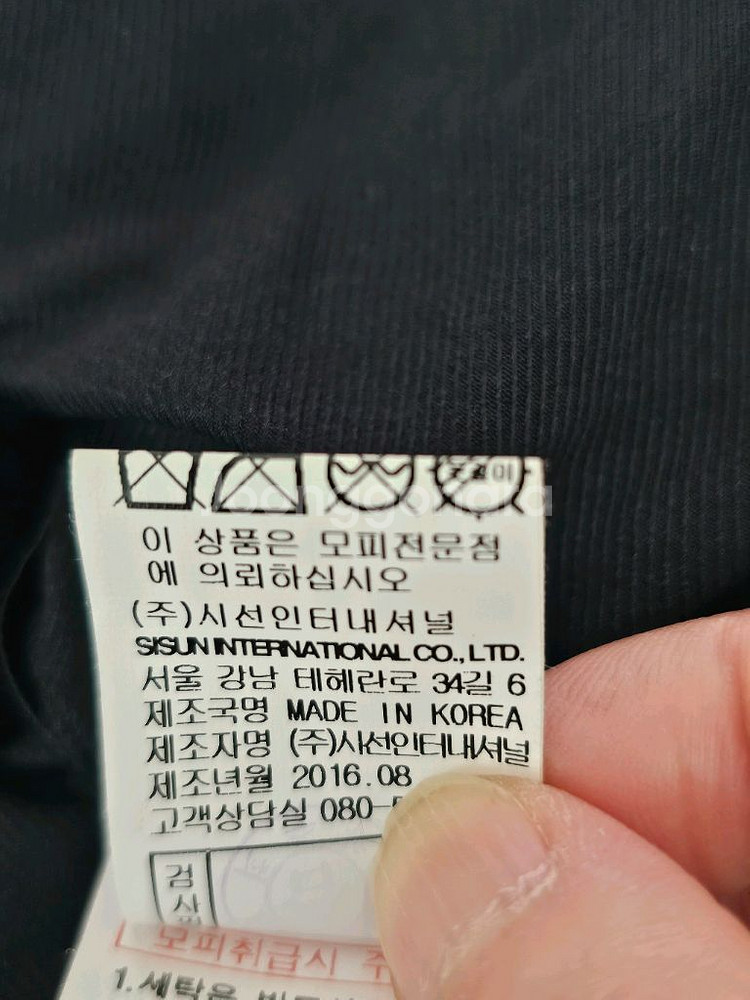 이 상품은 모피전문점
에 의뢰하십시오
(주)시선인터내셔널
SISUN INTERNATIONAL CO., LTD.
서울 강남 테헤란로 34길 6
제조국명 MADE IN KOREA
제조자명 (주)시선인터내셔널
제조년월 2016.08
고객상담실 080-
검
사
모피취급시
1.세탁은